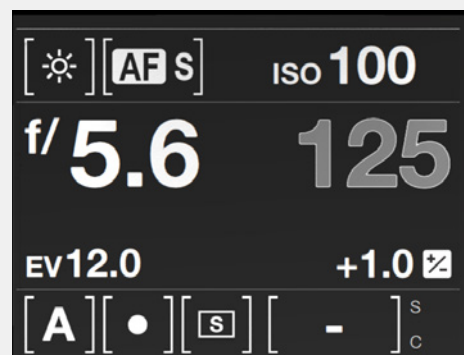 AF S ISO 100
f/5.6 125
EV12.0 +1.0 +/-
A S - S
C